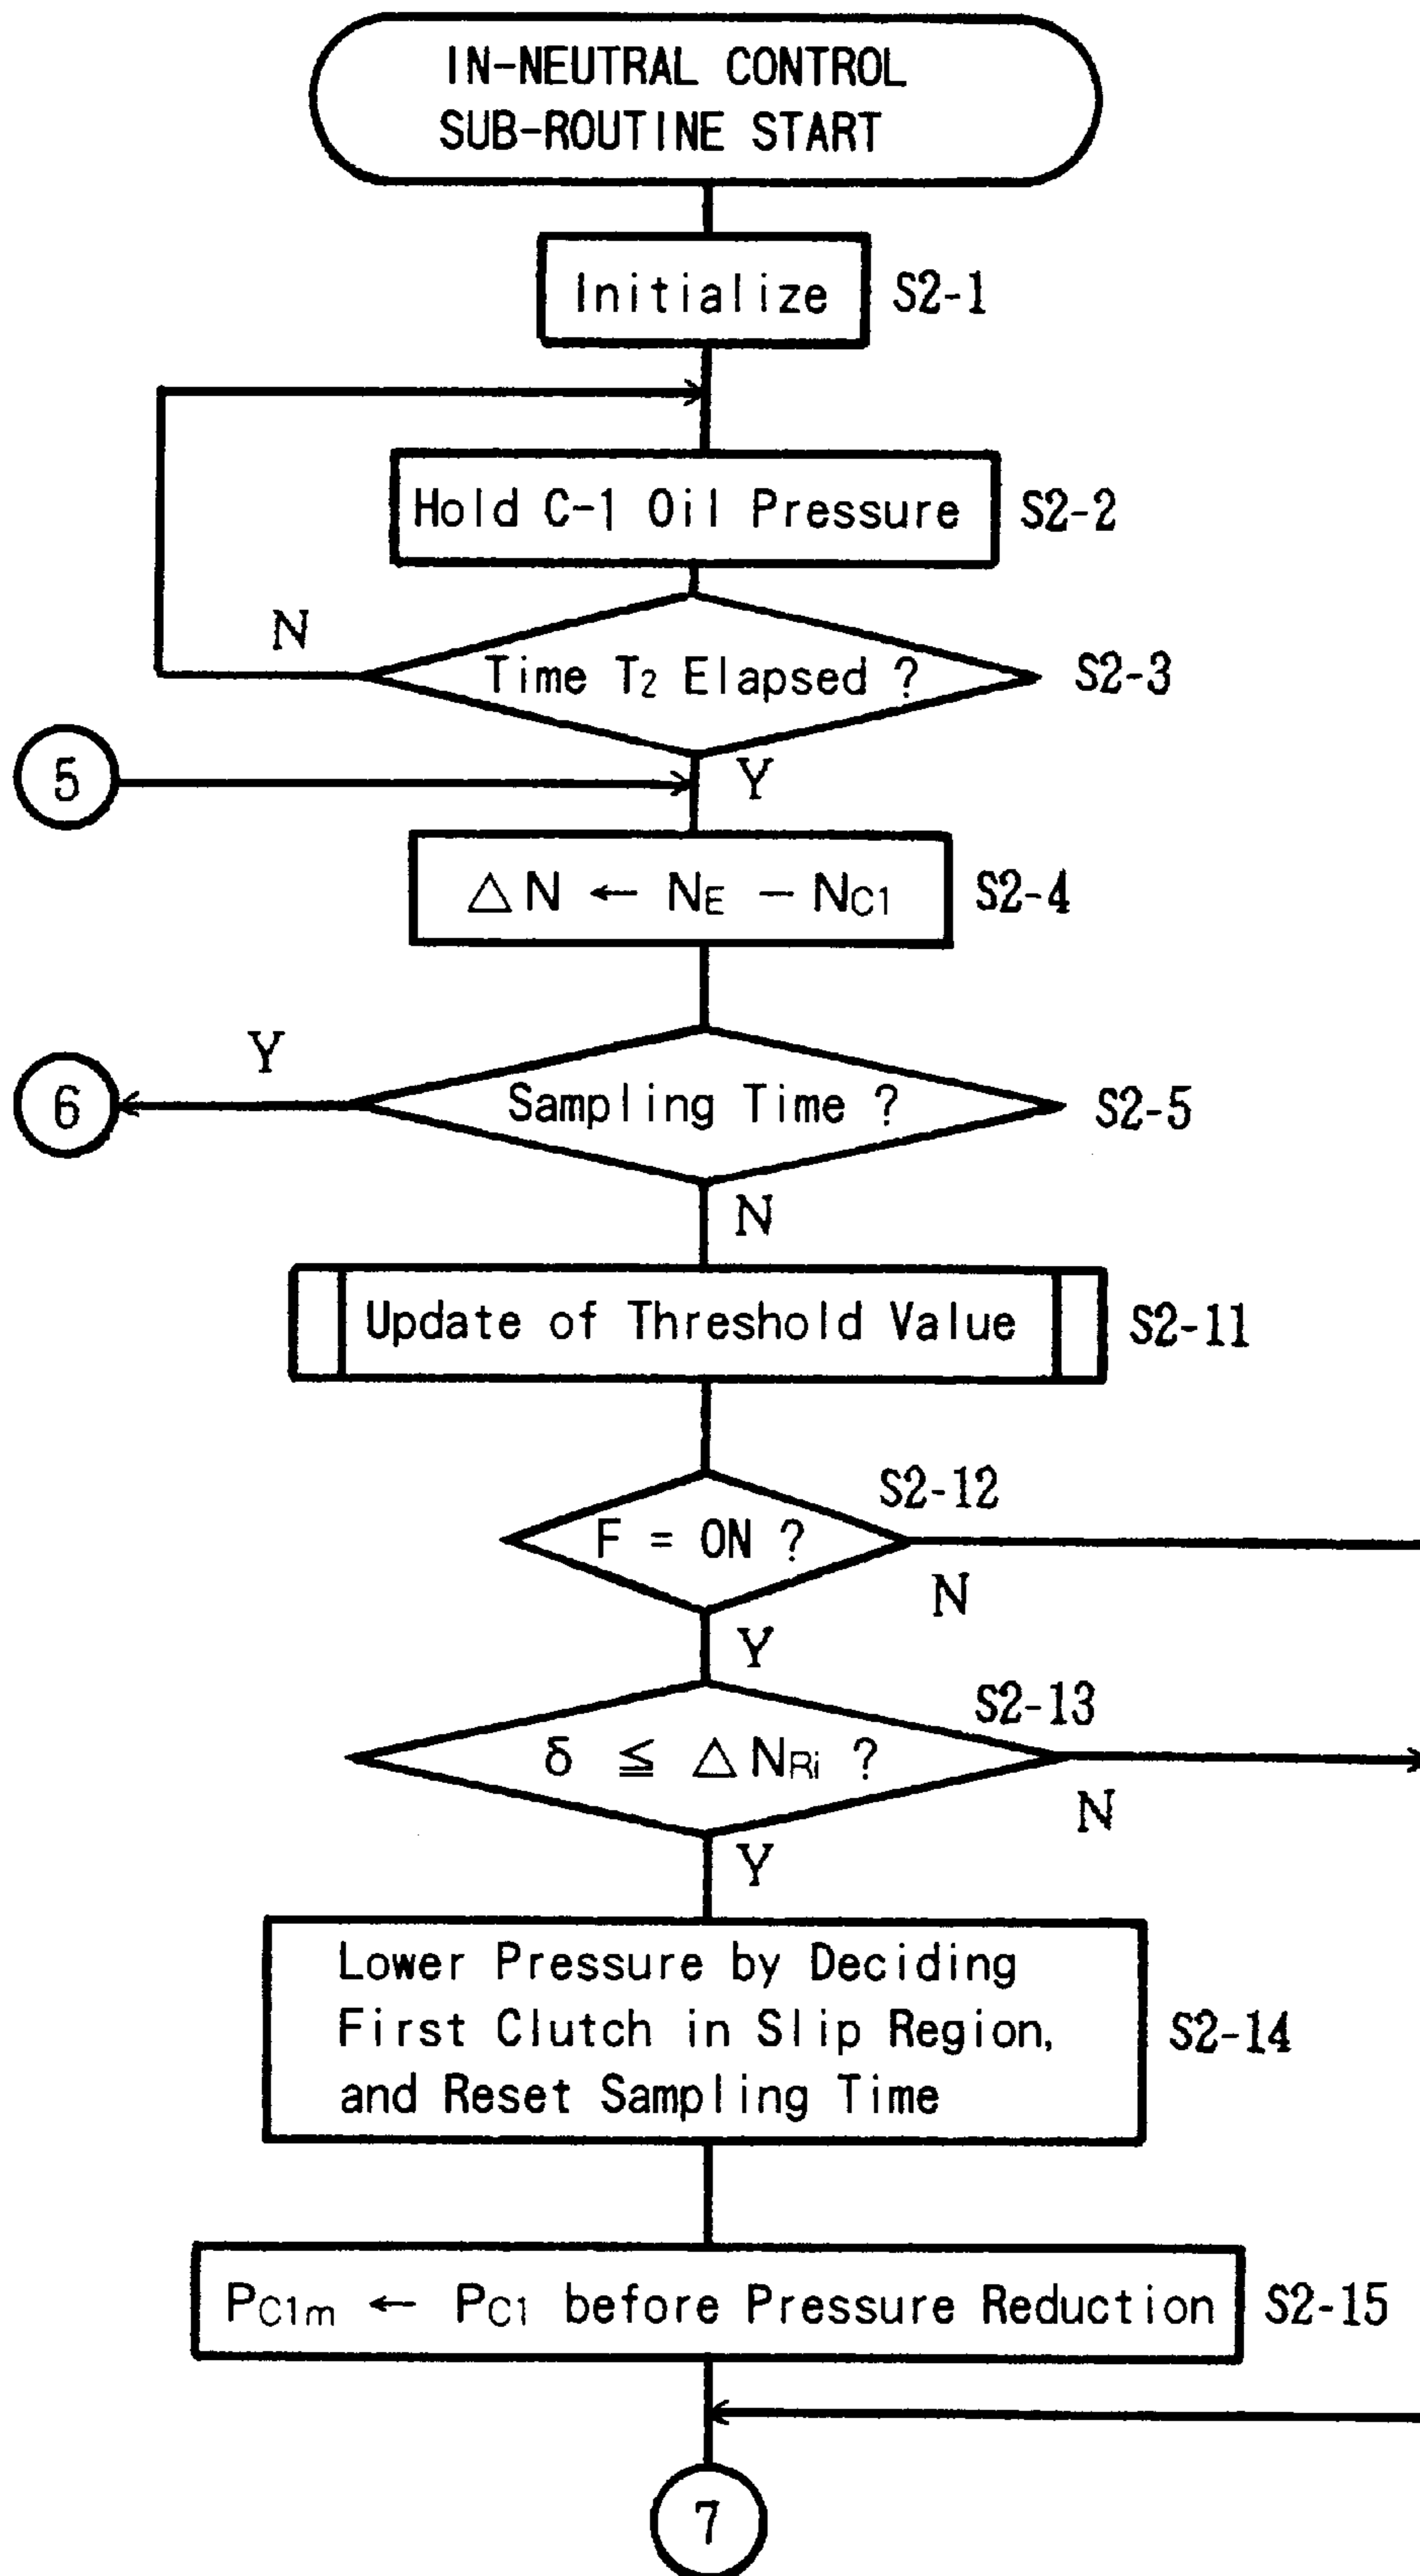 IN-NEUTRAL CONTROL
SUB-ROUTINE START
Initialize
S2-1
Hold C-1 Oil Pressure
S2-2
N
Time T2 Elapsed ?
S2-3
5
Y
△N ← NE − NC1
S2-4
Y
6
Sampling Time ?
S2-5
N
Update of Threshold Value
S2-11
S2-12
F = ON ?
N
Y
S2-13
δ ≦ △NRi ?
N
Y
Lower Pressure by Deciding
First Clutch in Slip Region,
and Reset Sampling Time
S2-14
PC1m ← PC1 before Pressure Reduction
S2-15
7